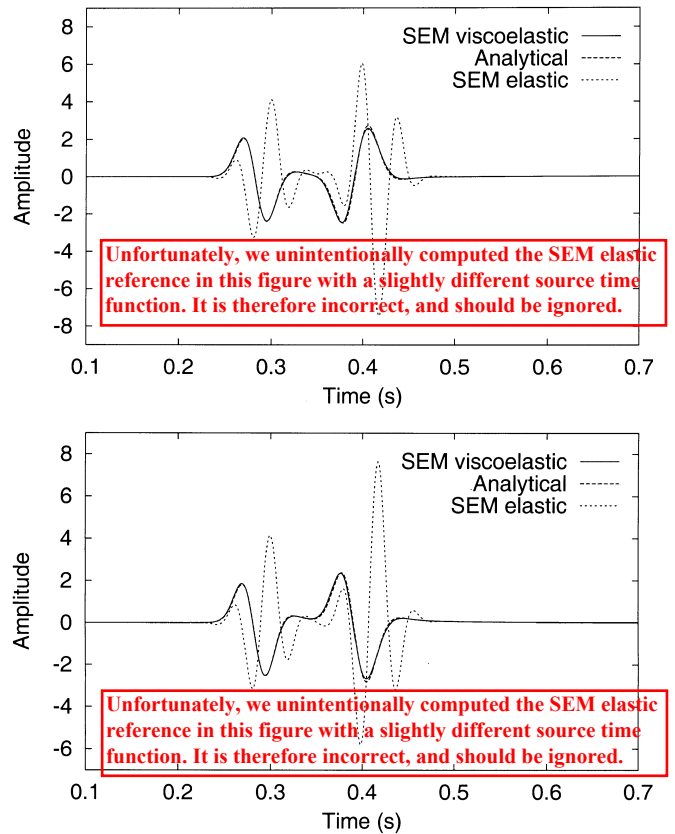 8
6
4
2
0
-2
-4
-6
-8
Amplitude
SEM viscoelastic
Analytical
SEM elastic
Unfortunately, we unintentionally computed the SEM elastic
reference in this figure with a slightly different source time
function. It is therefore incorrect, and should be ignored.
0.1 0.2 0.3 0.4 0.5 0.6 0.7
Time (s)
8
6
4
2
0
-2
-4
-6
Amplitude
SEM viscoelastic
Analytical
SEM elastic
Unfortunately, we unintentionally computed the SEM elastic
reference in this figure with a slightly different source time
function. It is therefore incorrect, and should be ignored.
0.1 0.2 0.3 0.4 0.5 0.6 0.7
Time (s)